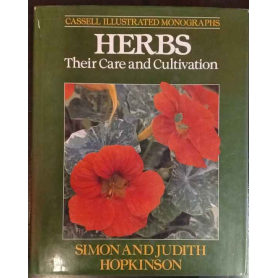 CASSELL ILLUSTRATED MONOGRAPHS
HERBS
Their Care and Cultivation
SIMON AND JUDITH
HOPKINSON